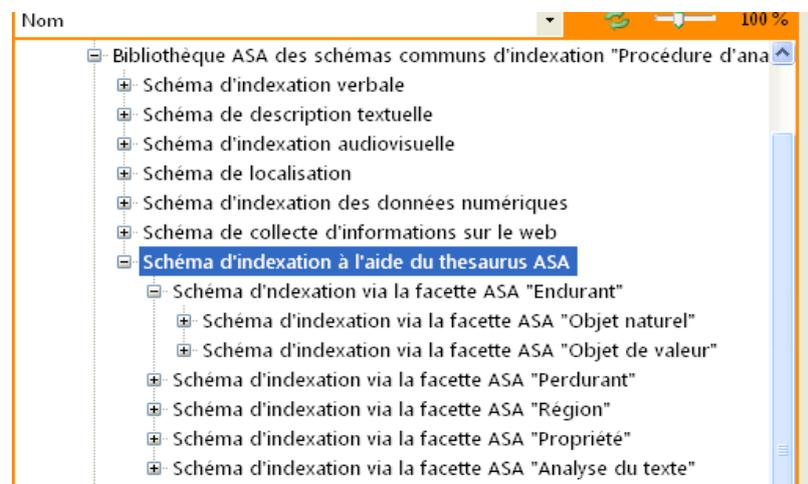 Nom
100 %
Bibliothèque ASA des schémas communs d'indexation "Procédure d'ana
Schéma d'indexation verbale
Schéma de description textuelle
Schéma d'indexation audiovisuelle
Schéma de localisation
Schéma d'indexation des données numériques
Schéma de collecte d'informations sur le web
Schéma d'indexation à l'aide du thesaurus ASA
Schéma d'ndexation via la facette ASA "Endurant"
Schéma d'indexation via la facette ASA "Objet naturel"
Schéma d'indexation via la facette ASA "Objet de valeur"
Schéma d'indexation via la facette ASA "Perdurant"
Schéma d'indexation via la facette ASA "Région"
Schéma d'indexation via la facette ASA "Propriété"
Schéma d'indexation via la facette ASA "Analyse du texte"